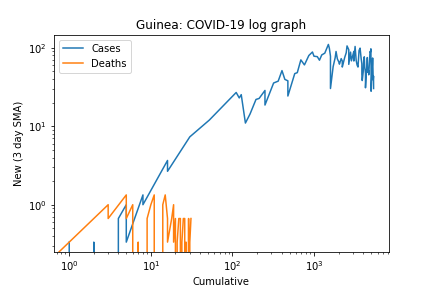 Guinea: COVID-19 log graph
Cases
Deaths
New (3 day SMA)
10²
10¹
10⁰
10⁰ 10¹ 10² 10³
Cumulative